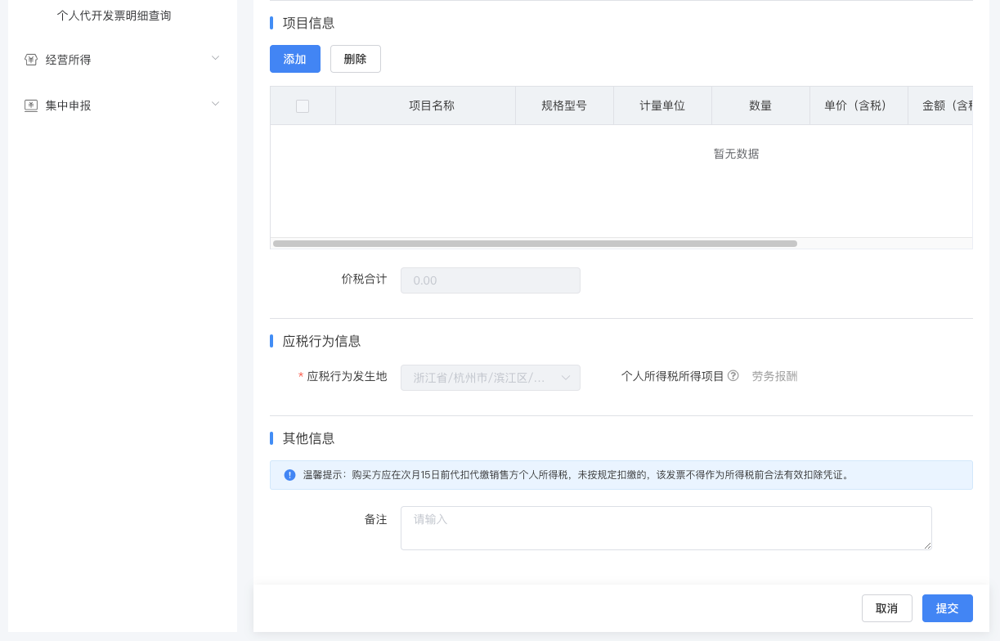 个人代开发票明细查询
经营所得
集中申报
项目信息
添加 删除
项目名称 规格型号 计量单位 数量 单价（含税） 金额（含税
暂无数据
价税合计 0.00
应税行为信息
* 应税行为发生地 浙江省/杭州市/滨江区/... 个人所得税所得项目 ? 劳务报酬
其他信息
温馨提示：购买方应在次月15日前代扣代缴销售方个人所得税，未按规定扣缴的，该发票不得作为所得税前合法有效扣除凭证。
备注 请输入
取消 提交